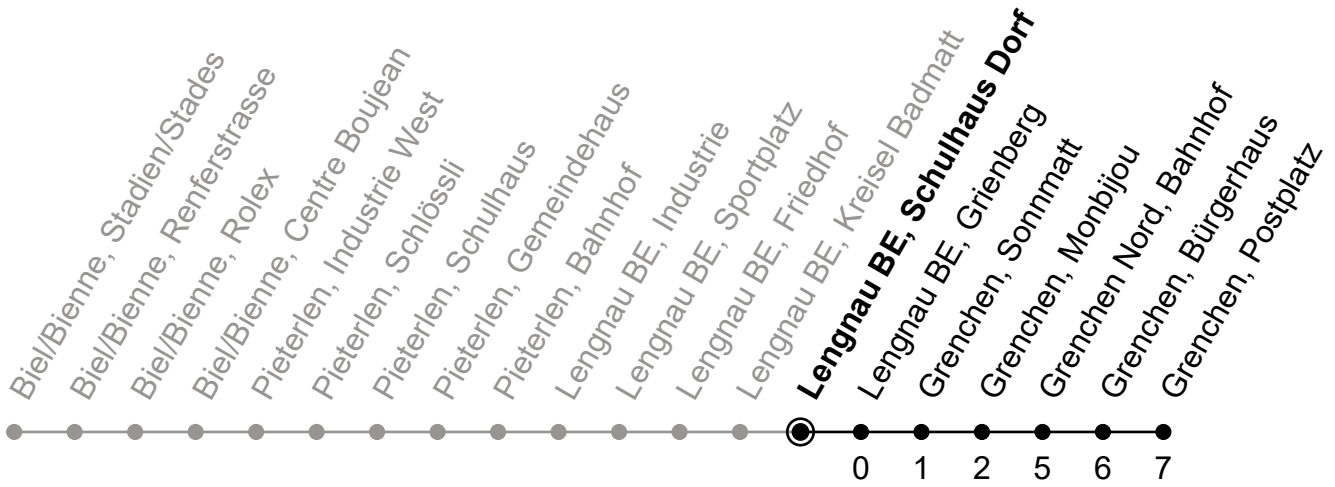 Biel/Bienne, Stadien/Stades
Biel/Bienne, Renferstrasse
Biel/Bienne, Rolex
Biel/Bienne, Centre Boujean
Pieterlen, Industrie West
Pieterlen, Schlössli
Pieterlen, Schulhaus
Pieterlen, Gemeindehaus
Pieterlen, Bahnhof
Lengnau BE, Industrie
Lengnau BE, Sportplatz
Lengnau BE, Friedhof
Lengnau BE, Kreisel Badmatt
Lengnau BE, Schulhaus Dorf
Lengnau BE, Grienberg
Grenchen, Sonnmatt
Grenchen, Monbijou
Grenchen Nord, Bahnhof
Grenchen, Bürgerhaus
Grenchen, Postplatz
0 1 2 5 6 7